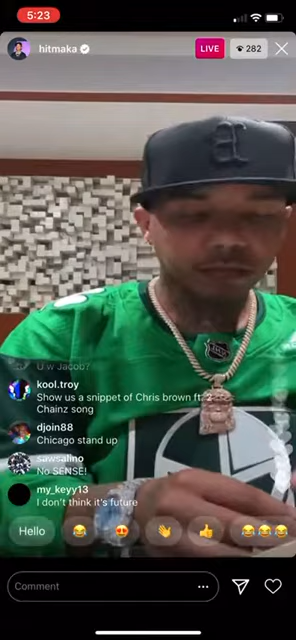 5:23
hitmaka
LIVE
282
U w Jacob?
kool.troy
Show us a snippet of Chris brown ft. 2
Chainz song
djoin88
Chicago stand up
sawsalino
No SENSE!
my_keyy13
I don't think it's future
Hello
Comment